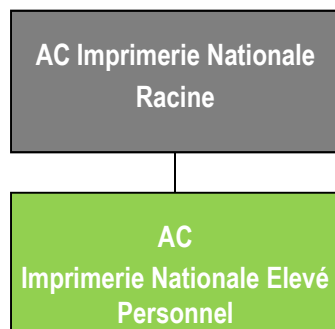 AC Imprimerie Nationale
Racine
AC
Imprimerie Nationale Elevé
Personnel